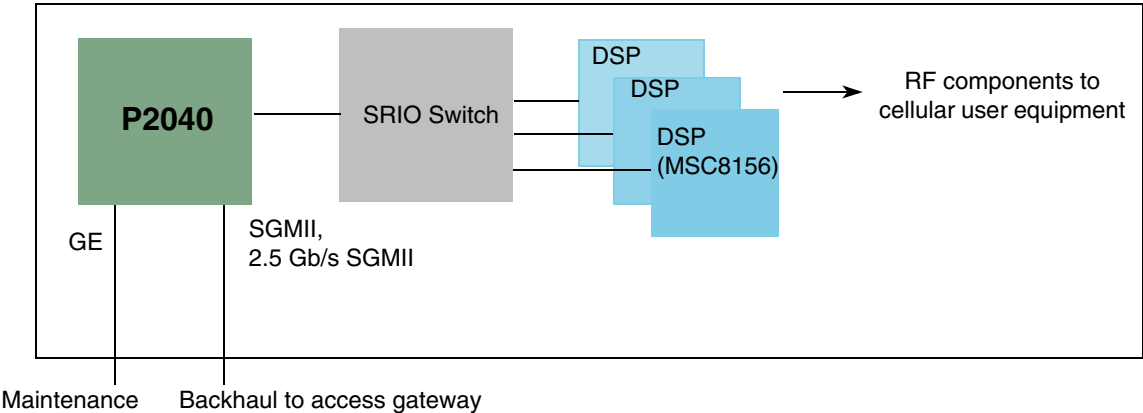 P2040
SRIO Switch
DSP
DSP
DSP
(MSC8156)
RF components to
cellular user equipment
GE
SGMII,
2.5 Gb/s SGMII
Maintenance
Backhaul to access gateway